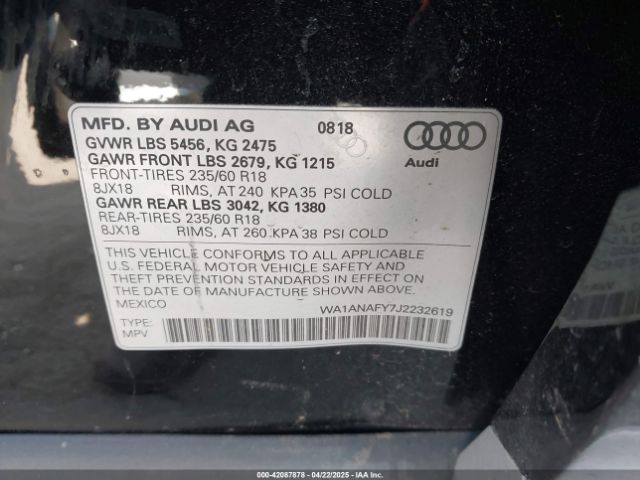 MFD. BY AUDI AG 0818
GVWR LBS 5456, KG 2475
GAWR FRONT LBS 2679, KG 1215
Audi
FRONT-TIRES 235/60 R18
8JX18 RIMS, AT 240 KPA 35 PSI COLD
GAWR REAR LBS 3042, KG 1380
REAR-TIRES 235/60 R18
8JX18 RIMS, AT 260 KPA 38 PSI COLD
THIS VEHICLE CONFORMS TO ALL APPLICABLE
U.S. FEDERAL MOTOR VEHICLE SAFETY AND
THEFT PREVENTION STANDARDS IN EFFECT ON
THE DATE OF MANUFACTURE SHOWN ABOVE.
MEXICO
WA1ANAFY7J2232619
TYPE:
MPV
000-42087878 - 04/22/2025 - IAA, Inc.